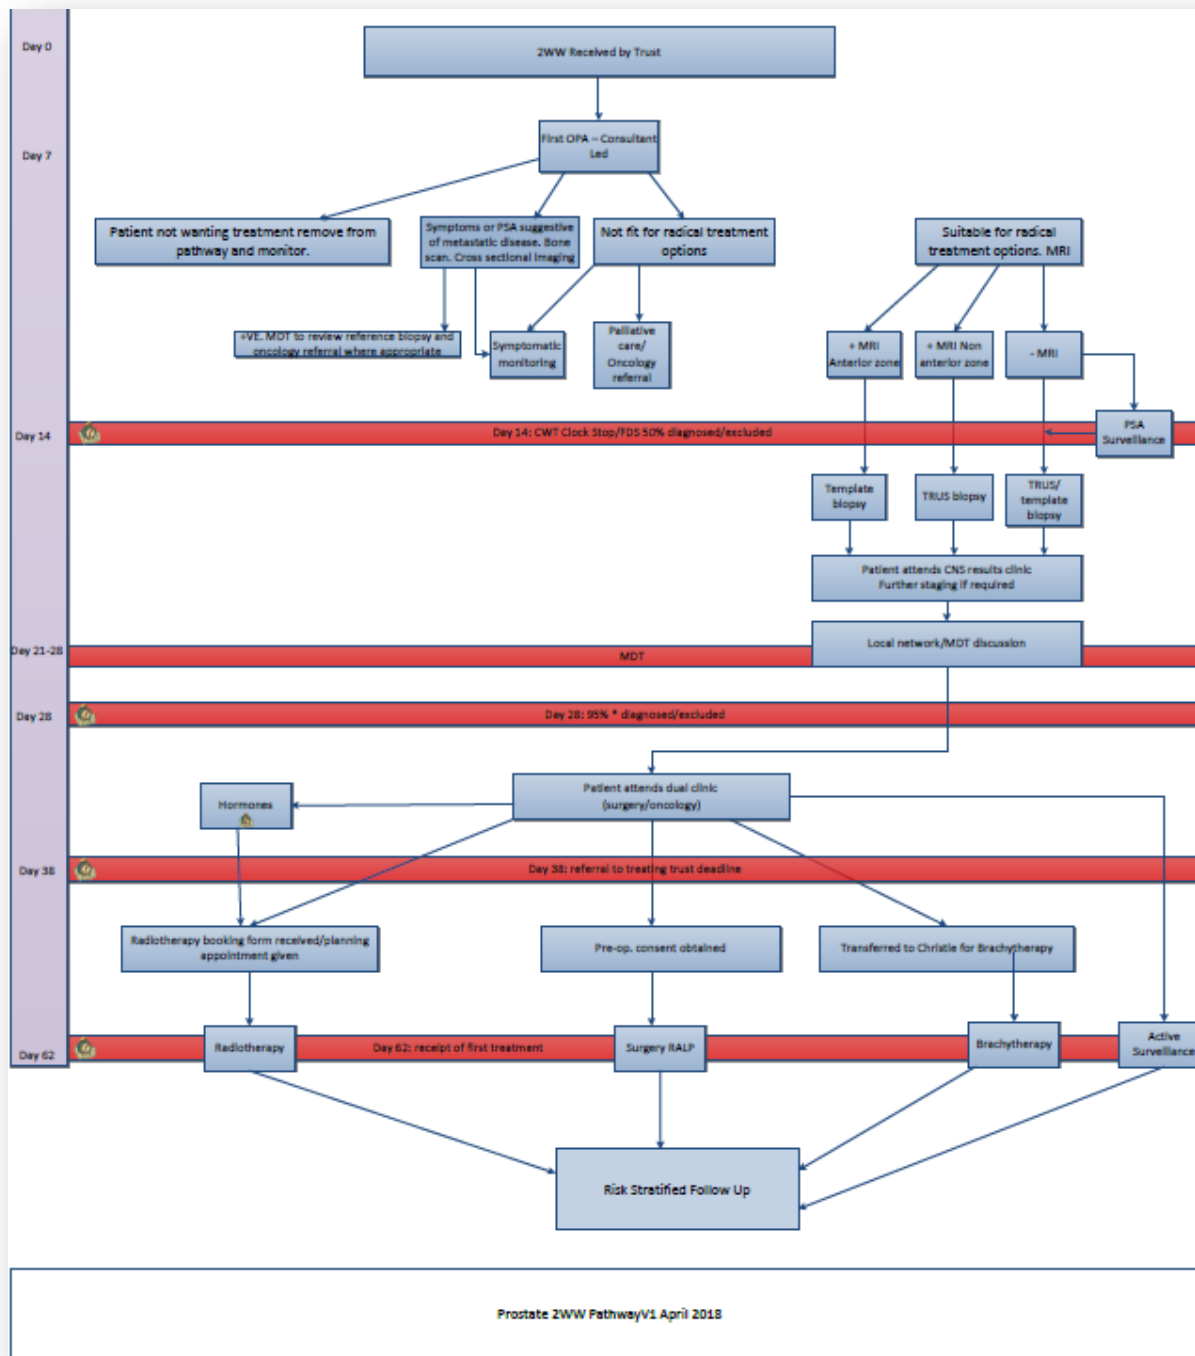 Day 0
2WW Received by Trust
Day 7
First OPA – Consultant
Led
Patient not wanting treatment remove from
pathway and monitor.
Symptoms or PSA suggestive
of metastatic disease. Bone
scan. Cross sectional imaging
Not fit for radical treatment
options
Suitable for radical
treatment options. MRI
+VE. MDT to review reference biopsy and
oncology referral where appropriate
Symptomatic
monitoring
Palliative
care/
Oncology
referral
+ MRI
Anterior zone
+ MRI Non
anterior zone
- MRI
Day 14
Day 14: CWT Clock Stop/FDS 50% diagnosed/excluded
PSA
Surveillance
Template
biopsy
TRUS biopsy
TRUS/
template
biopsy
Patient attends CNS results clinic
Further staging if required
Day 21-28
MDT
Local network/MDT discussion
Day 28
Day 28: 95% * diagnosed/excluded
Hormones
Patient attends dual clinic
(surgery/oncology)
Day 38
Day 38: referral to treating trust deadline
Radiotherapy booking form received/planning
appointment given
Pre-op. consent obtained
Transferred to Christie for Brachytherapy
Day 62
Radiotherapy
Day 62: receipt of first treatment
Surgery RALP
Brachytherapy
Active
Surveillance
Risk Stratified Follow Up
Prostate 2WW PathwayV1 April 2018